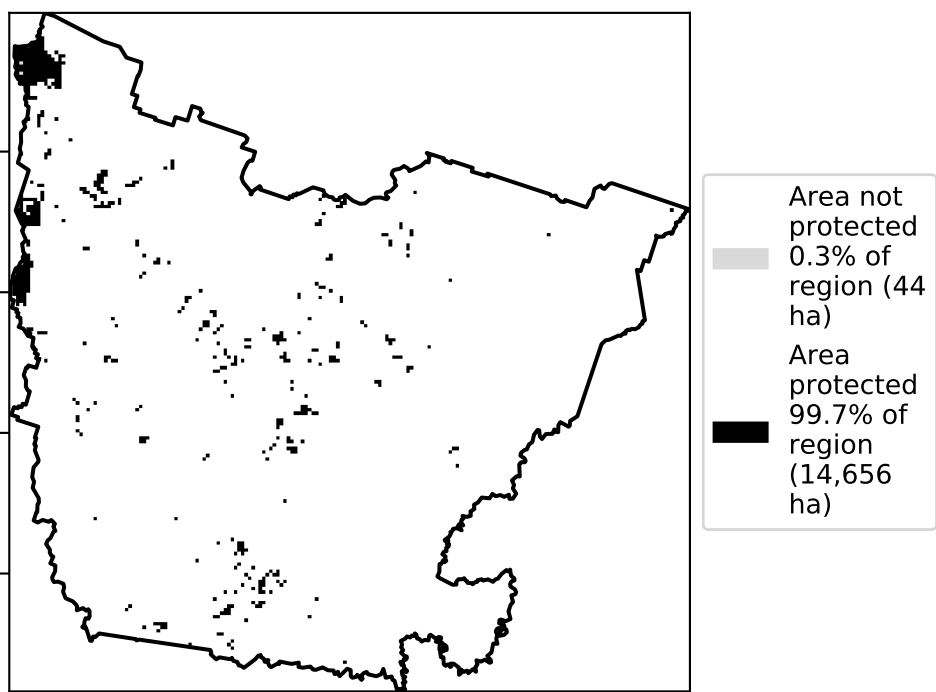 Area not
protected
0.3% of
region (44
ha)
Area
protected
99.7% of
region
(14,656
ha)